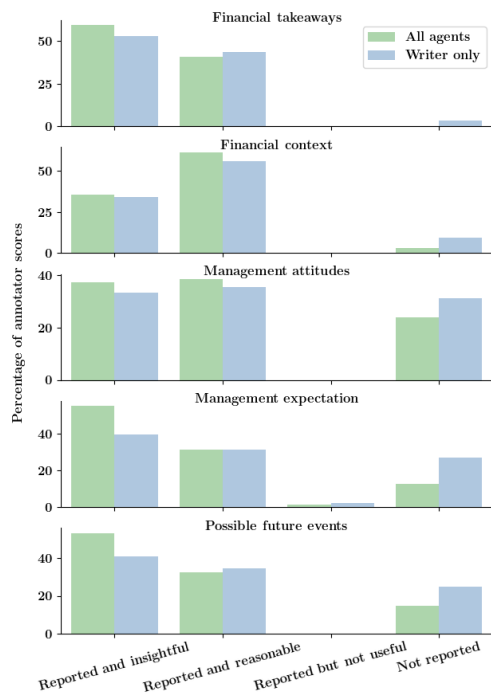 Financial takeaways
All agents
Writer only
50
25
0
Financial context
50
25
0
Management attitudes
40
20
0
Management expectation
40
20
0
Possible future events
40
20
0
Percentage of annotator scores
Reported and insightful
Reported and reasonable
Reported but not useful
Not reported